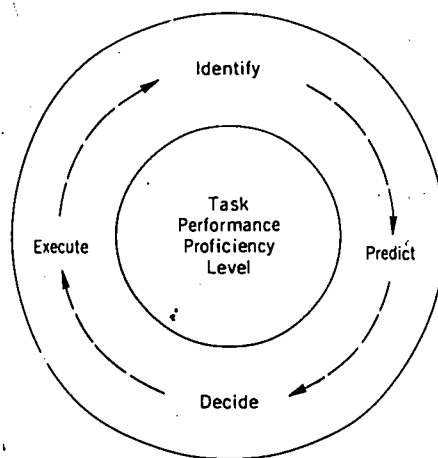 Identify
Task
Performance
Proficiency
Level
Execute
Predict
Decide